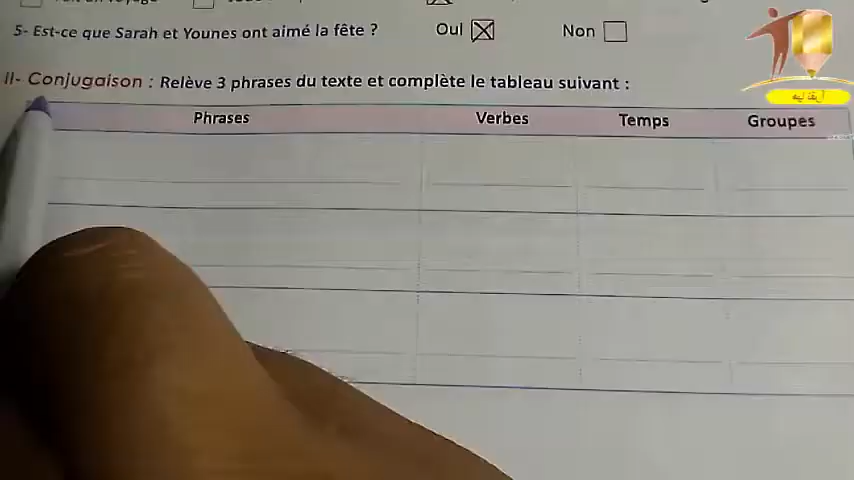 5- Est-ce que Sarah et Younes ont aimé la fête ? Oui Non
II- Conjugaison : Relève 3 phrases du texte et complète le tableau suivant :
Phrases Verbes Temps Groupes